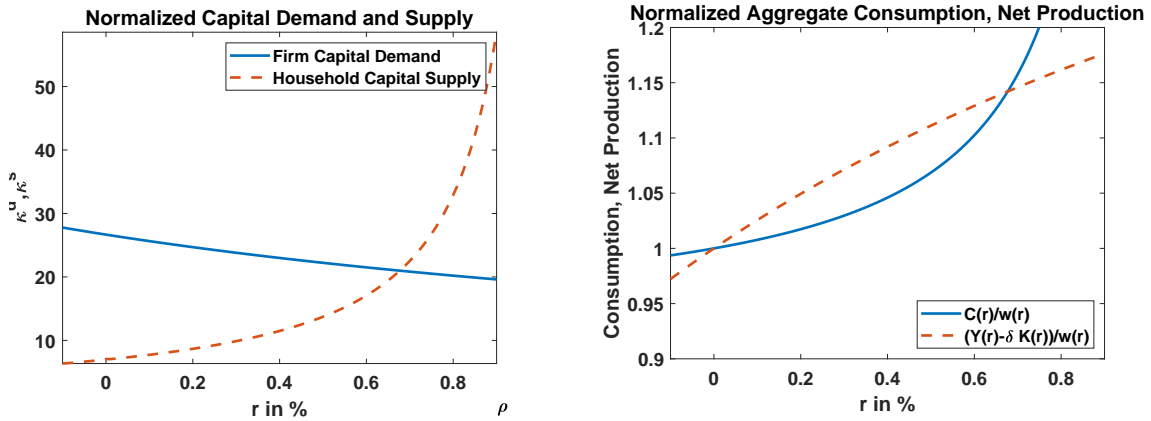 Normalized Capital Demand and Supply
Firm Capital Demand
Household Capital Supply
50
40
30
20
10
κᵈ,κˢ
0
0.2
0.4
0.6
0.8
r in %
ρ
Normalized Aggregate Consumption, Net Production
1.2
1.15
1.1
1.05
1
0.95
0.9
Consumption, Net Production
C(r)/w(r)
(Y(r)-δ K(r))/w(r)
0
0.2
0.4
0.6
0.8
r in %